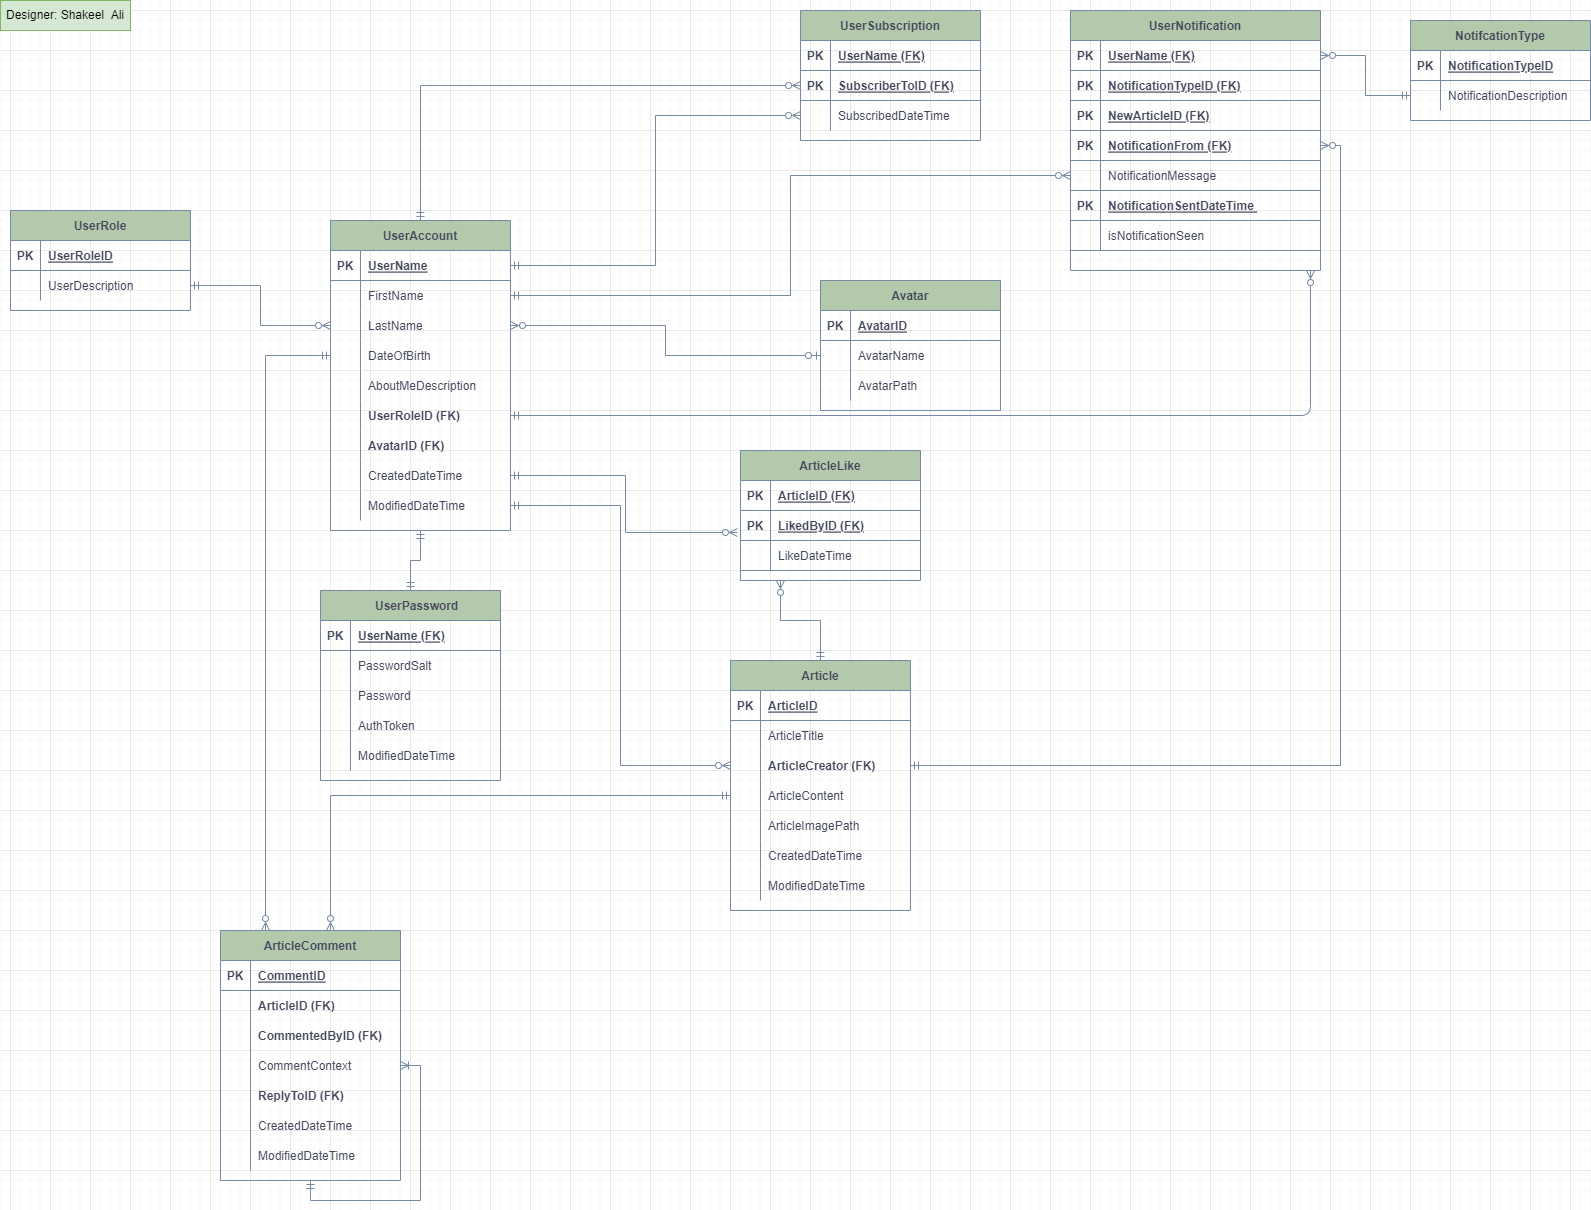 Designer: Shakeel  Ali
UserSubscription
PK UserName (FK)
PK SubscriberToID (FK)
SubscribedDateTime
UserNotification
PK UserName (FK)
PK NotificationTypeID (FK)
PK NewArticleID (FK)
PK NotificationFrom (FK)
NotificationMessage
PK NotificationSentDateTime
isNotificationSeen
NotifcationType
PK NotificationTypeID
NotificationDescription
UserRole
PK UserRoleID
UserDescription
UserAccount
PK UserName
FirstName
LastName
DateOfBirth
AboutMeDescription
UserRoleID (FK)
AvatarID (FK)
CreatedDateTime
ModifiedDateTime
Avatar
PK AvatarID
AvatarName
AvatarPath
ArticleLike
PK ArticleID (FK)
PK LikedByID (FK)
LikeDateTime
UserPassword
PK UserName (FK)
PasswordSalt
Password
AuthToken
ModifiedDateTime
Article
PK ArticleID
ArticleTitle
ArticleCreator (FK)
ArticleContent
ArticleImagePath
CreatedDateTime
ModifiedDateTime
ArticleComment
PK CommentID
ArticleID (FK)
CommentedByID (FK)
CommentContext
ReplyToID (FK)
CreatedDateTime
ModifiedDateTime